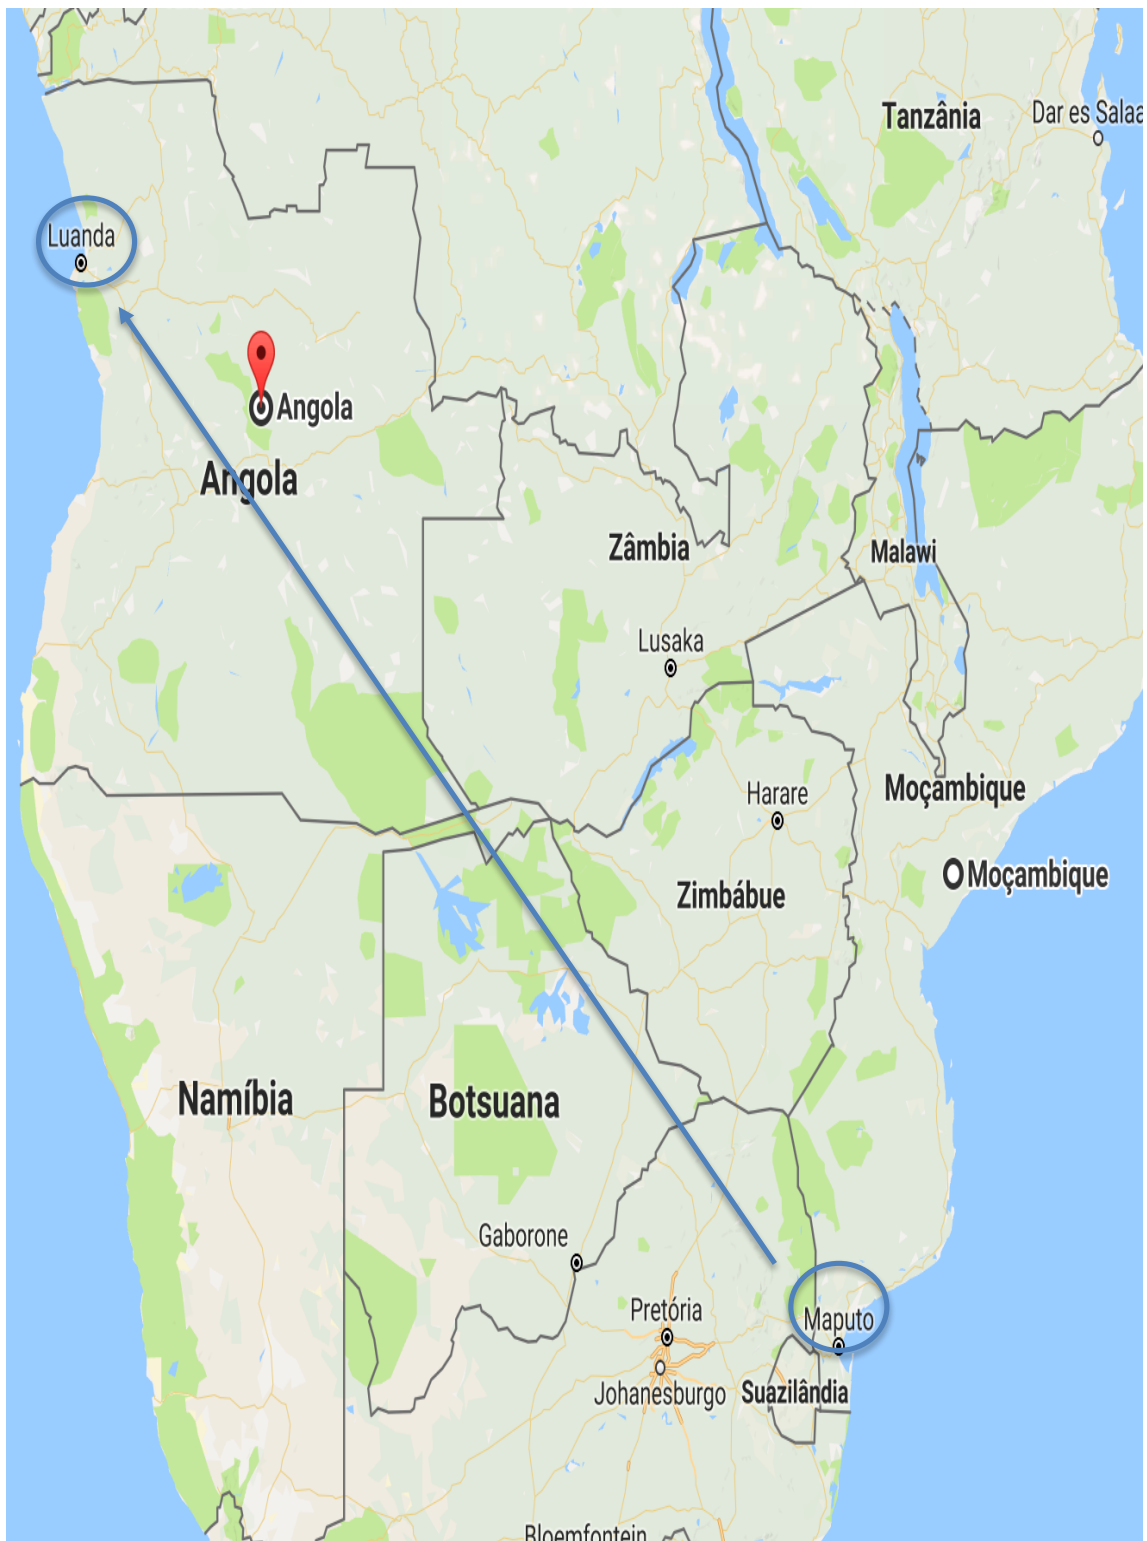 Tanzânia
Dar es Salaa
Luanda
Angola
Angola
Zâmbia
Malawi
Lusaka
Moçambique
Harare
Moçambique
Zimbábue
Namíbia
Botsuana
Gaborone
Pretória
Maputo
Johanesburgo
Suazilândia
Bloemfontein